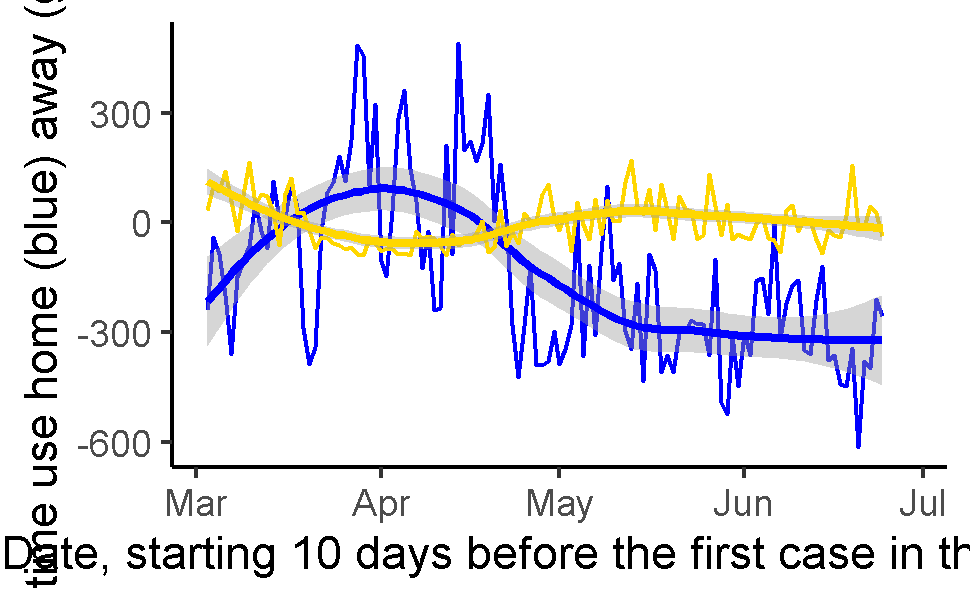 time use home (blue) away (
300
0
-300
-600
Mar Apr May Jun Jul
Date, starting 10 days before the first case in th